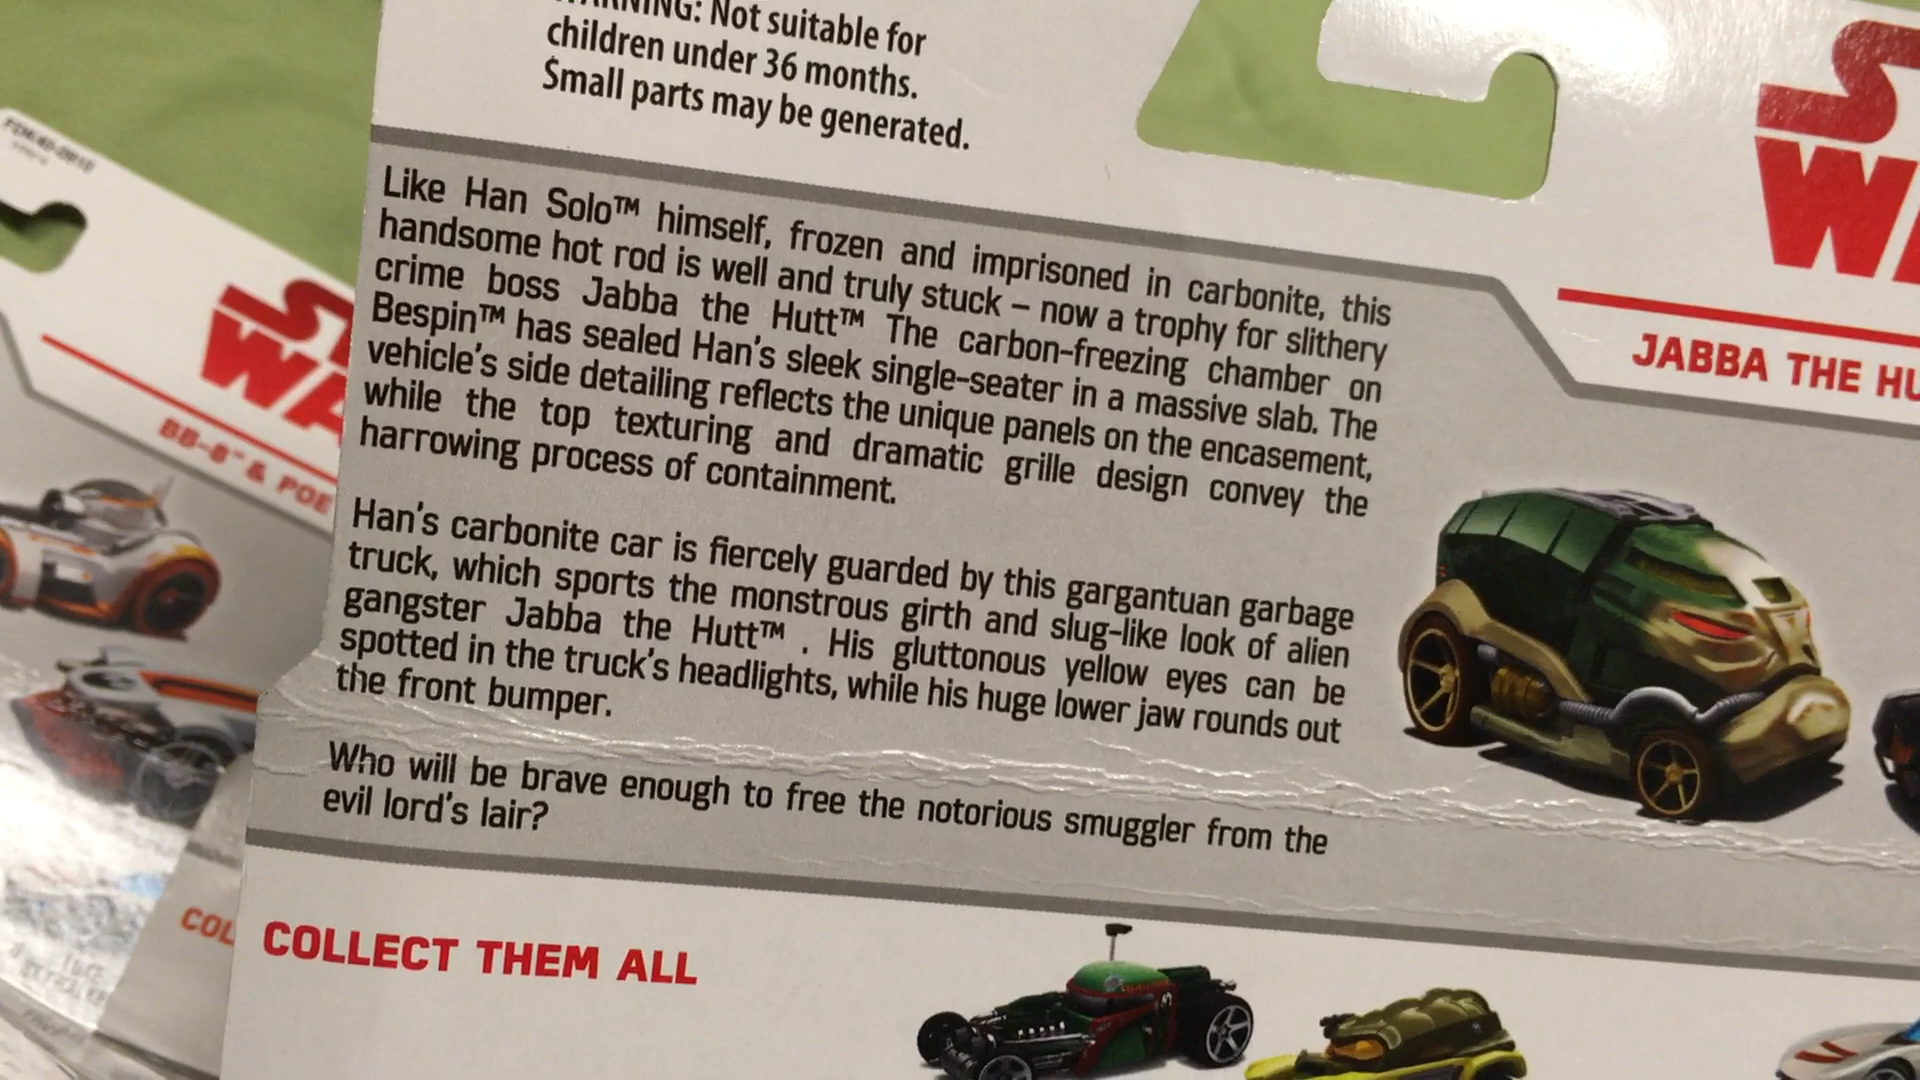 WARNING: Not suitable for
children under 36 months.
Small parts may be generated.
Like Han Solo™ himself, frozen and imprisoned in carbonite, this
handsome hot rod is well and truly stuck – now a trophy for slithery
crime boss Jabba the Hutt™ The carbon-freezing chamber on
Bespin™ has sealed Han's sleek single-seater in a massive slab. The
vehicle's side detailing reflects the unique panels on the encasement,
while the top texturing and dramatic grille design convey the
harrowing process of containment.
Han's carbonite car is fiercely guarded by this gargantuan garbage
truck, which sports the monstrous girth and slug-like look of alien
gangster Jabba the Hutt™ . His gluttonous yellow eyes can be
spotted in the truck's headlights, while his huge lower jaw rounds out
the front bumper.
Who will be brave enough to free the notorious smuggler from the
evil lord's lair?
COLLECT THEM ALL
JABBA THE HU
BB-8™ & POE
COL